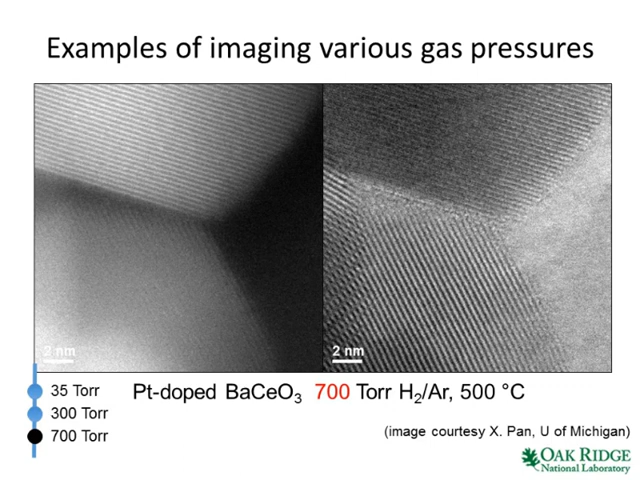 Examples of imaging various gas pressures
2 nm
2 nm
35 Torr
300 Torr
700 Torr
Pt-doped BaCeO₃ 700 Torr H₂/Ar, 500 °C
(image courtesy X. Pan, U of Michigan)
OAK RIDGE
National Laboratory